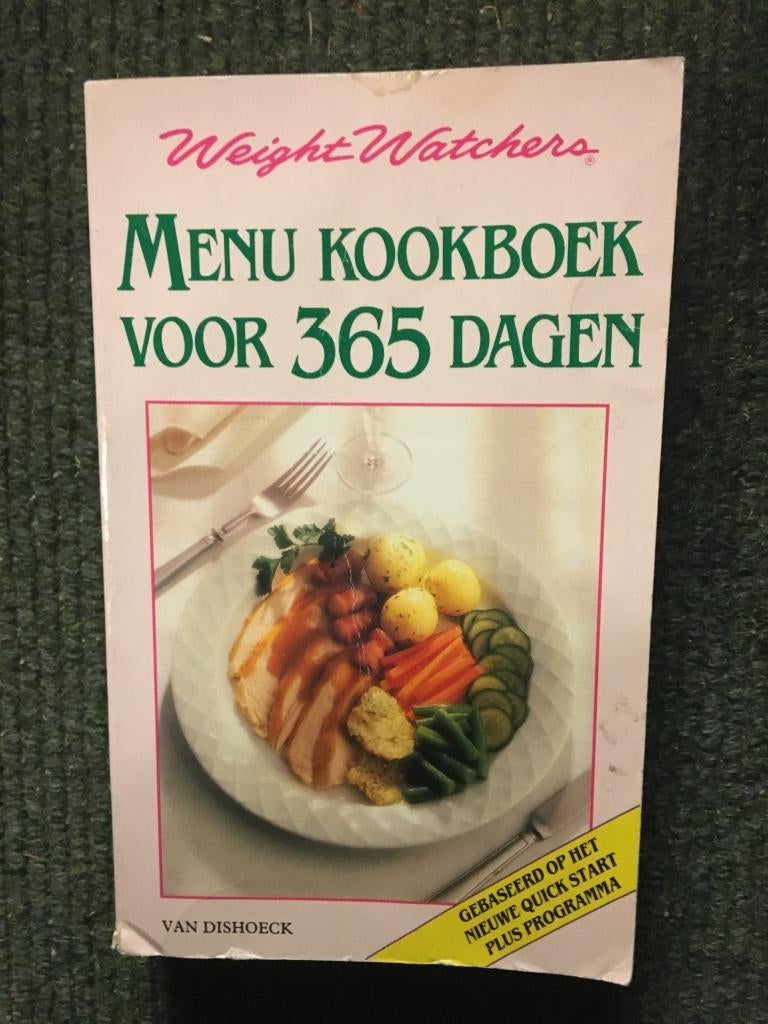 Weight Watchers®
MENU KOOKBOEK
VOOR 365 DAGEN
GEBASEERD OP HET
NIEUWE QUICK START
PLUS PROGRAMMA
VAN DISHOECK